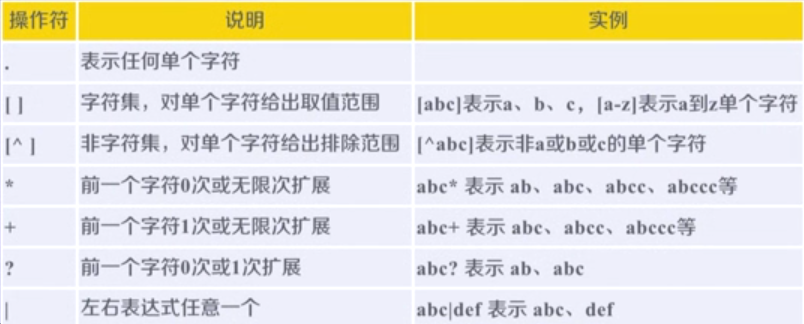 操作符 说明 实例
. 表示任何单个字符
[ ] 字符集，对单个字符给出取值范围 [abc]表示a、b、c，[a-z]表示a到z单个字符
[^ ] 非字符集，对单个字符给出排除范围 [^abc]表示非a或b或c的单个字符
* 前一个字符0次或无限次扩展 abc* 表示 ab、abc、abcc、abccc等
+ 前一个字符1次或无限次扩展 abc+ 表示 abc、abcc、abccc等
? 前一个字符0次或1次扩展 abc? 表示 ab、abc
| 左右表达式任意一个 abc|def 表示 abc、def